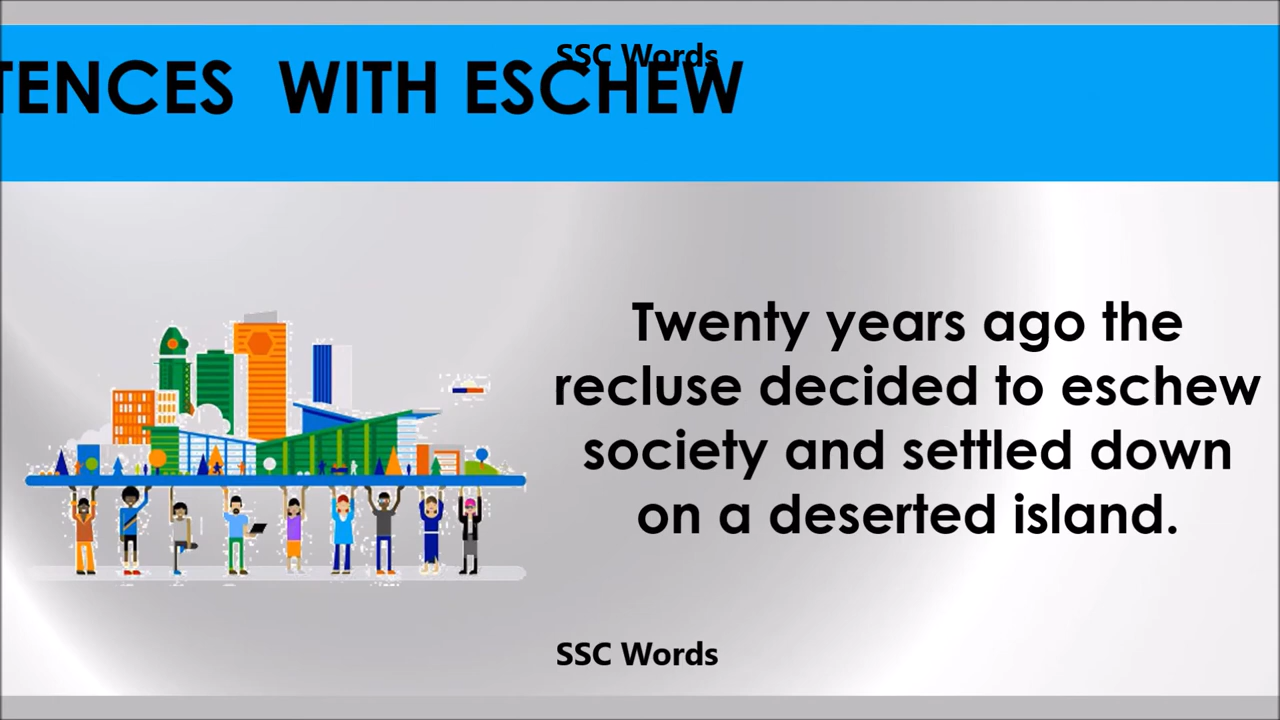 SSC Words
TENCES WITH ESCHEW
Twenty years ago the
recluse decided to eschew
society and settled down
on a deserted island.
SSC Words